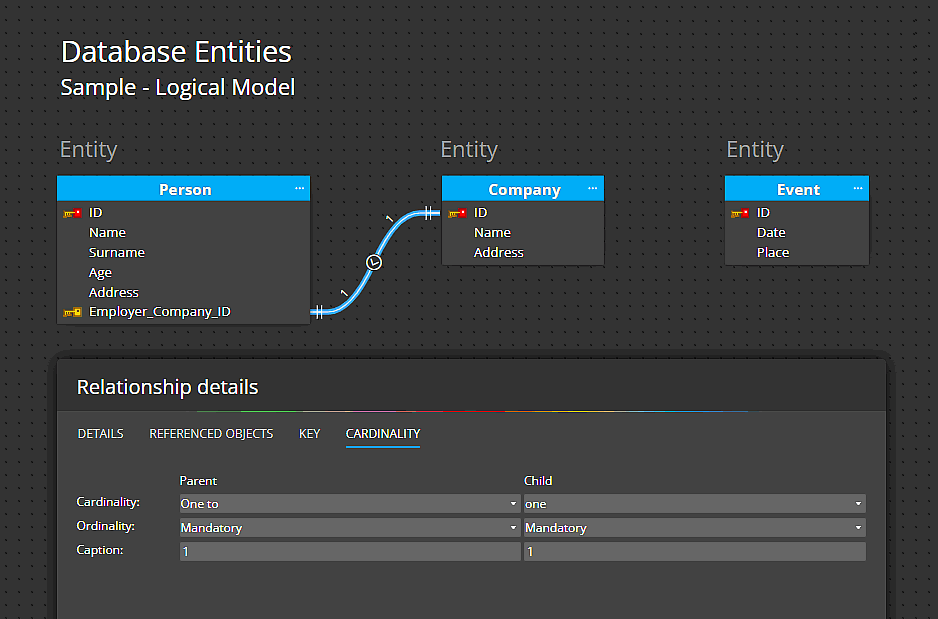 Database Entities
Sample - Logical Model
Entity Entity Entity
Person ... Company ... Event ...
ID ID ID
Name Name Date
Surname Address Place
Age
Address
Employer_Company_ID
1
1
Relationship details
DETAILS REFERENCED OBJECTS KEY CARDINALITY
Parent Child
Cardinality: One to one
Ordinality: Mandatory Mandatory
Caption: 1 1